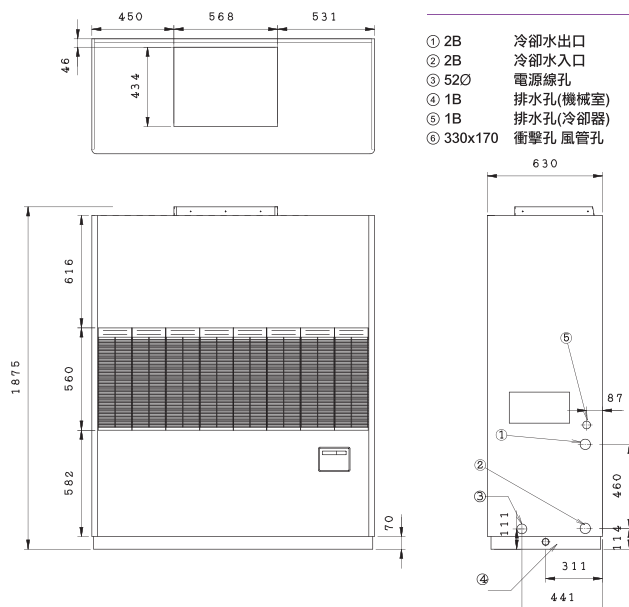 450 568 531
46
434
① 2B 冷卻水出口
② 2B 冷卻水入口
③ 52Ø 電源線孔
④ 1B 排水孔(機械室)
⑤ 1B 排水孔(冷卻器)
⑥ 330x170 衝擊孔 風管孔
630
1875
616
560
582
70
⑤
87
①
②
③
460
111
114
④
311
441